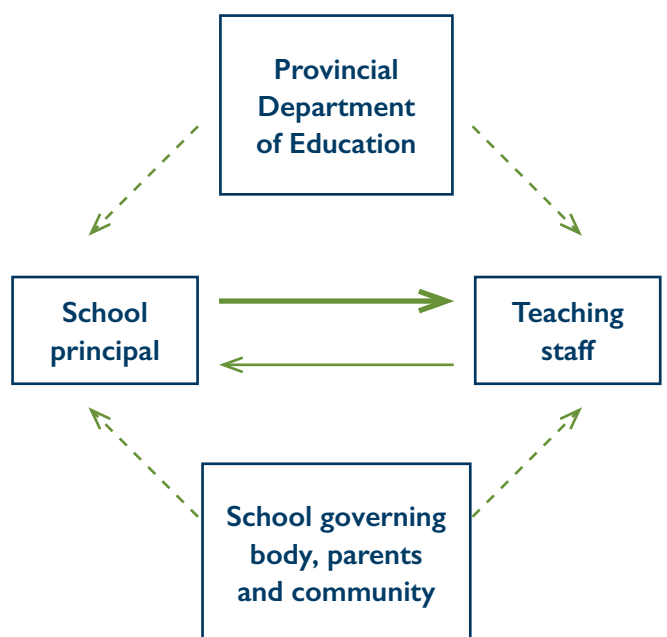 Provincial
Department
of Education
School
principal
Teaching
staff
School governing
body, parents
and community